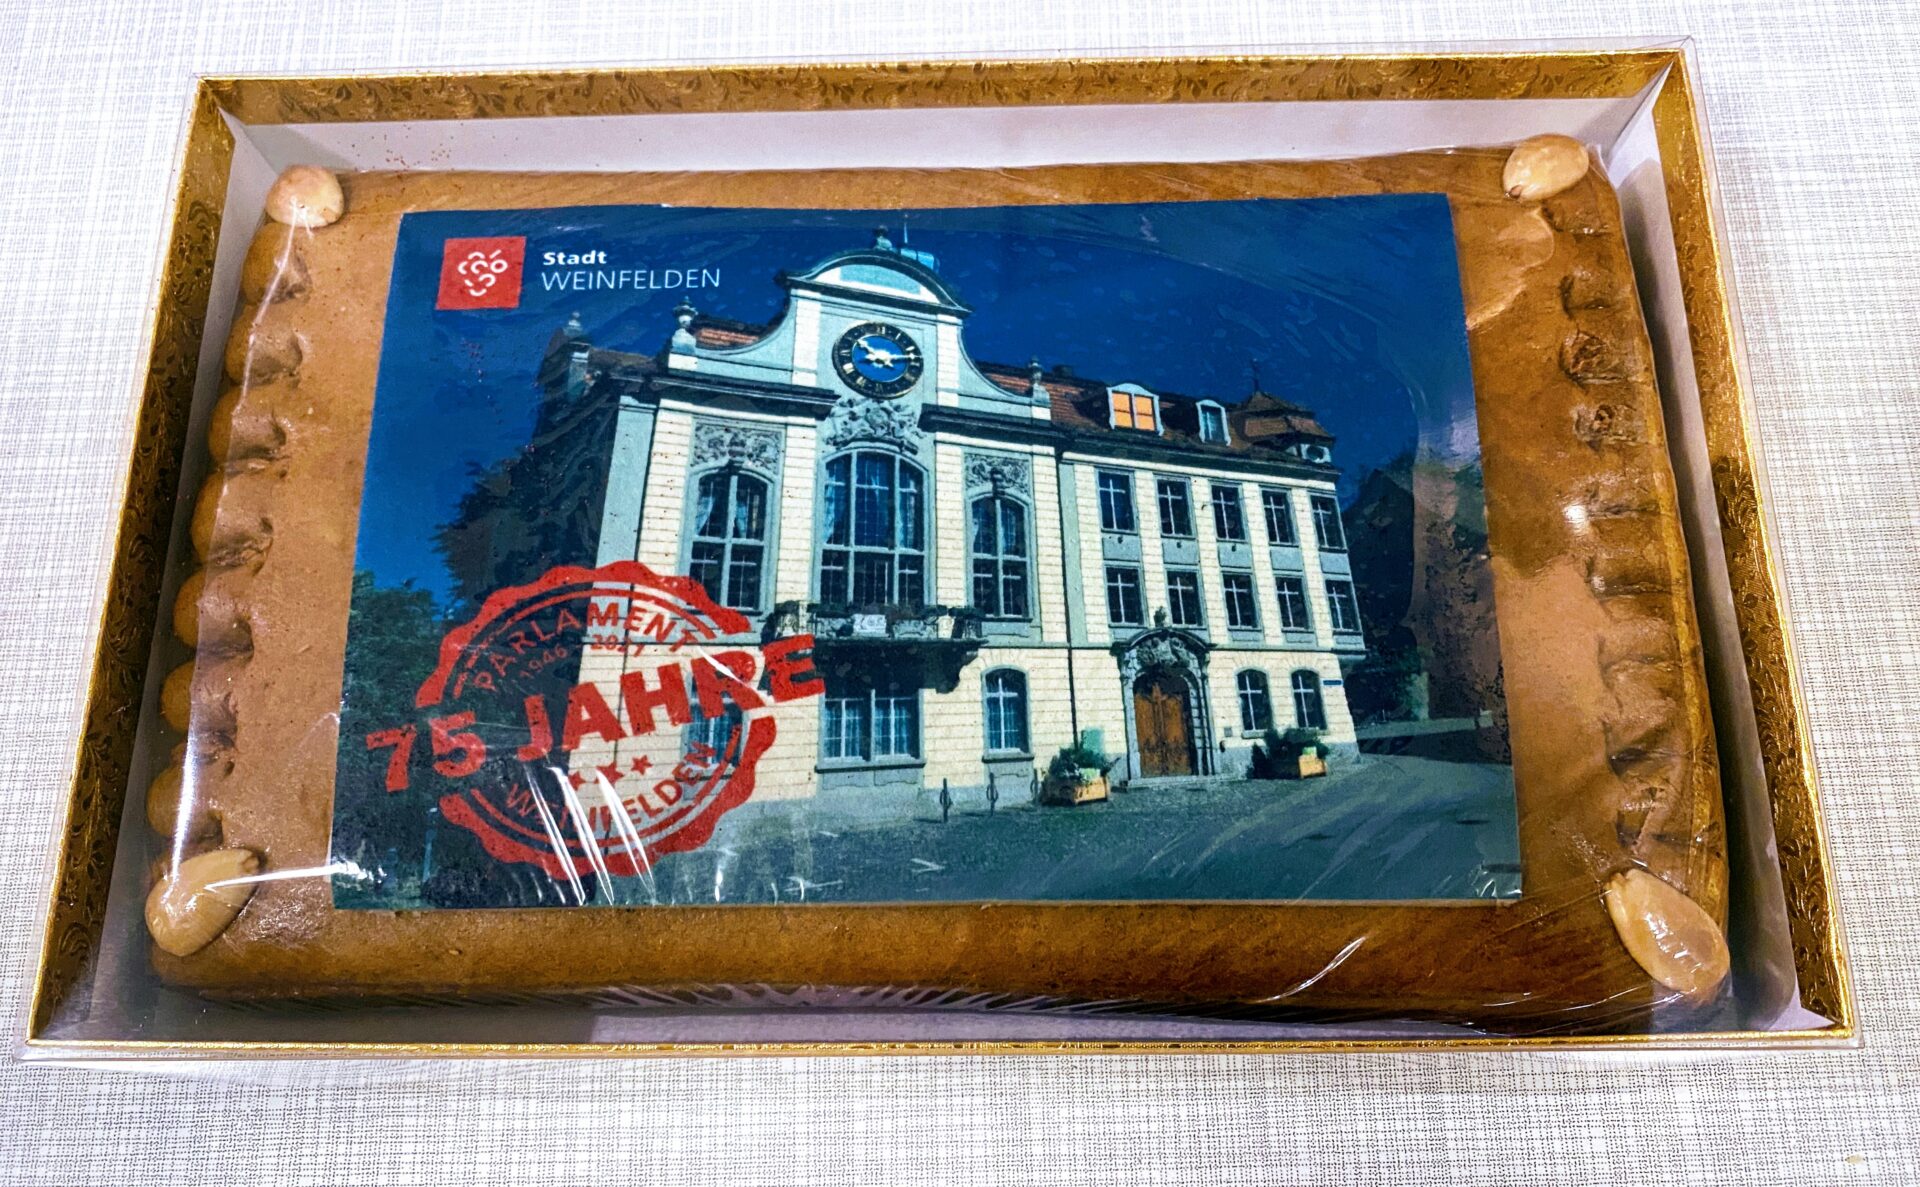 Stadt
WEINFELDEN
PARLAMENT
1946 - 2021
75 JAHRE
WEINFELDEN